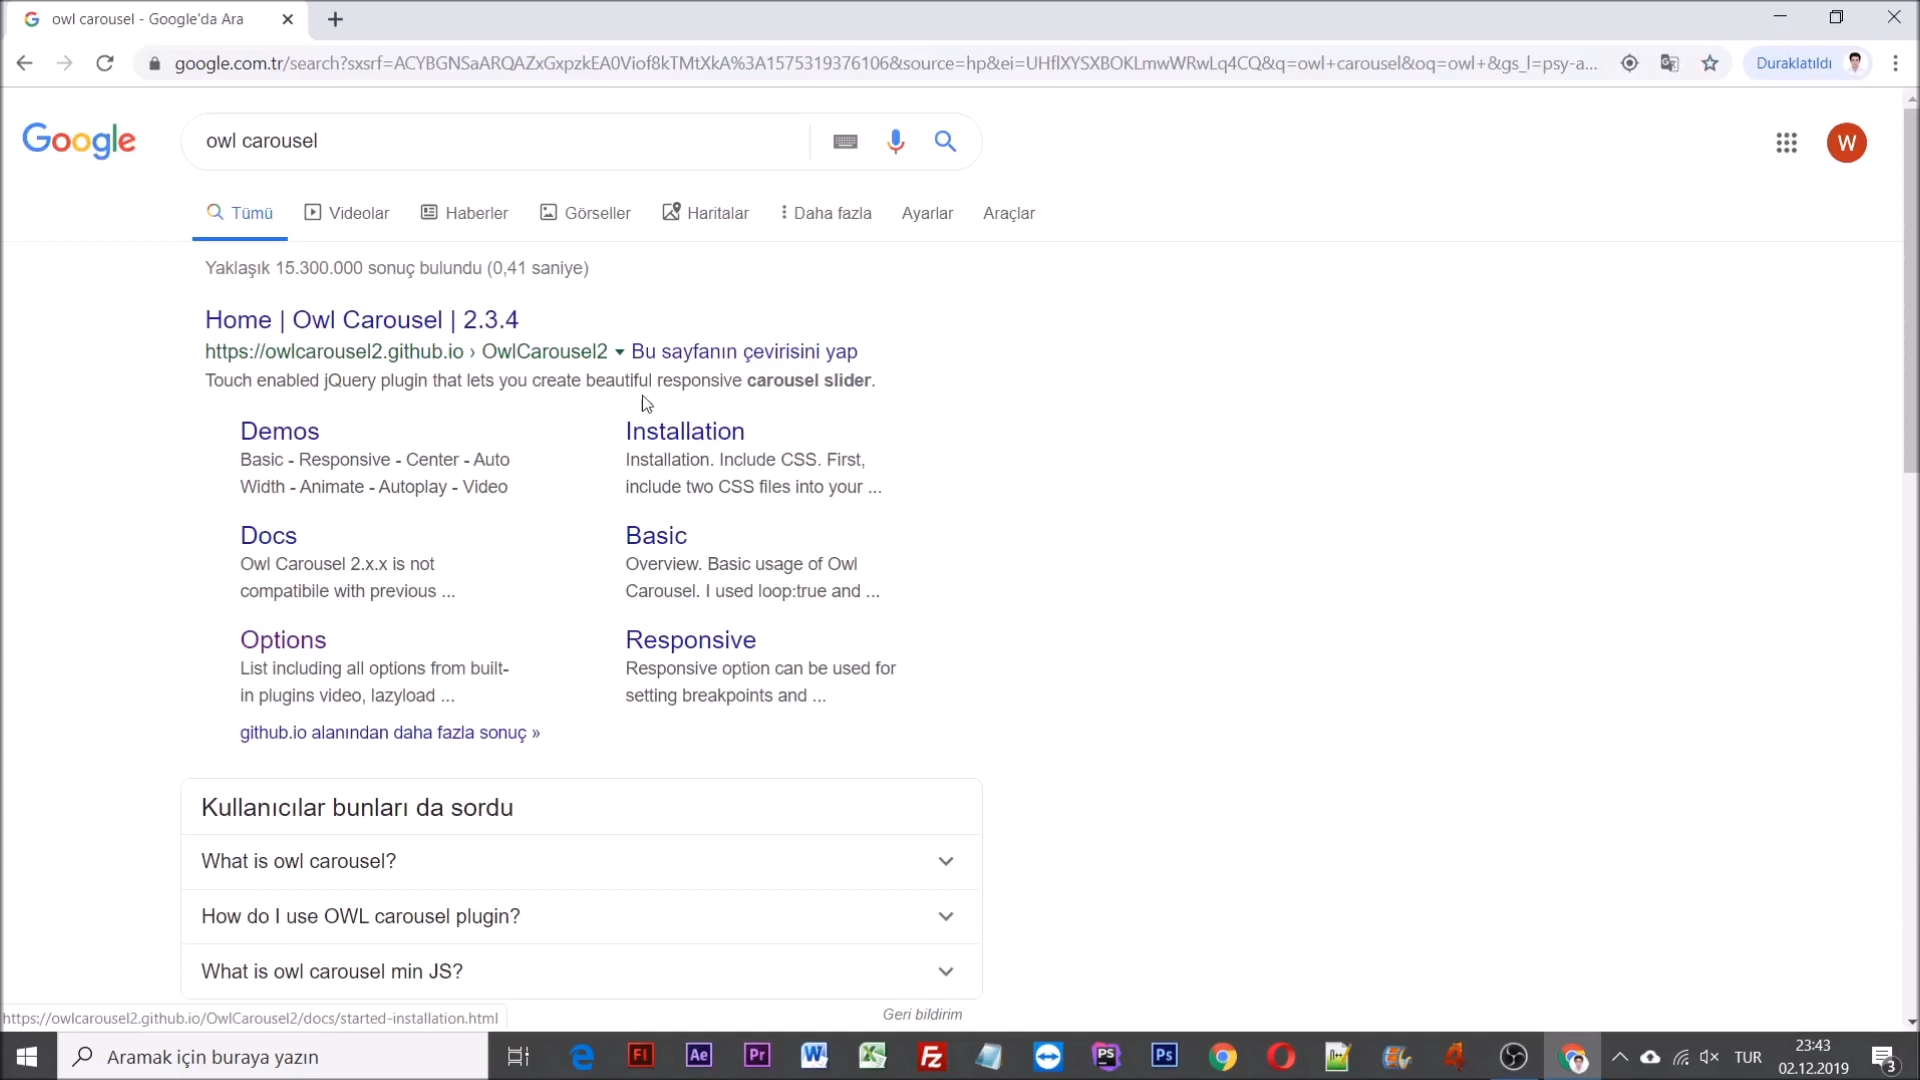 owl carousel - Google'da Ara
google.com.tr/search?sxsrf=ACYBGNSaARQAZxGxpzkEA0Viof8kTMtXkA%3A1575319376106&source=hp&ei=UHflXYSXBOKLmwWRwLq4CQ&q=owl+carousel&oq=owl+&gs_l=psy-a...
Duraklatıldı
Google
owl carousel
W
Tümü
Videolar
Haberler
Görseller
Haritalar
Daha fazla
Ayarlar
Araçlar
Yaklaşık 15.300.000 sonuç bulundu (0,41 saniye)
Home | Owl Carousel | 2.3.4
https://owlcarousel2.github.io › OwlCarousel2 ▾ Bu sayfanın çevirisini yap
Touch enabled jQuery plugin that lets you create beautiful responsive carousel slider.
Demos
Basic - Responsive - Center - Auto
Width - Animate - Autoplay - Video
Installation
Installation. Include CSS. First,
include two CSS files into your ...
Docs
Owl Carousel 2.x.x is not
compatibile with previous ...
Basic
Overview. Basic usage of Owl
Carousel. I used loop:true and ...
Options
List including all options from built-
in plugins video, lazyload ...
Responsive
Responsive option can be used for
setting breakpoints and ...
github.io alanından daha fazla sonuç »
Kullanıcılar bunları da sordu
What is owl carousel?
How do I use OWL carousel plugin?
What is owl carousel min JS?
Geri bildirim
https://owlcarousel2.github.io/OwlCarousel2/docs/started-installation.html
Aramak için buraya yazın
Fl
Ae
Pr
W
X
Fz
PS
Ps
TUR
23:43
02.12.2019
3